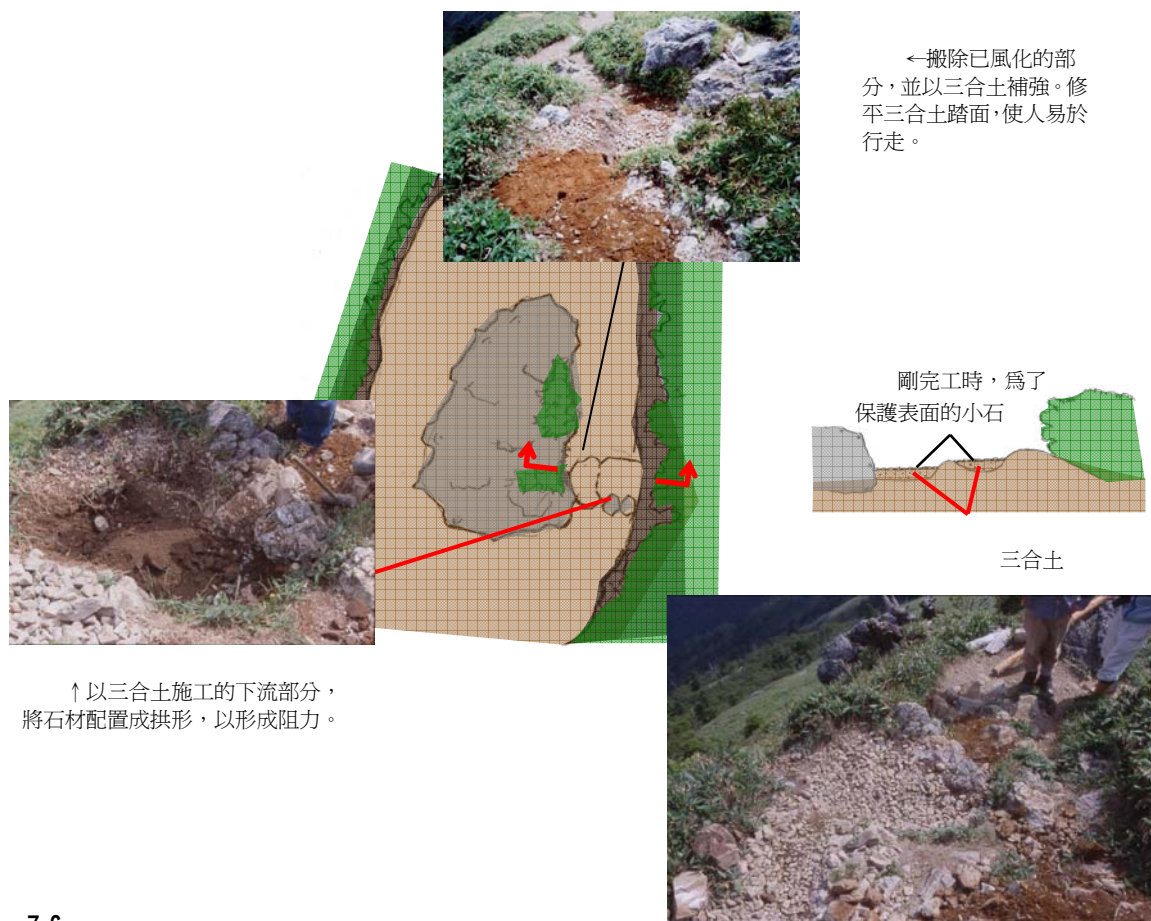 ←搬除已風化的部
分，並以三合土補強。修
平三合土踏面，使人易於
行走。
剛完工時，為了
保護表面的小石
三合土
↑以三合土施工的下流部分，
將石材配置成拱形，以形成阻力。